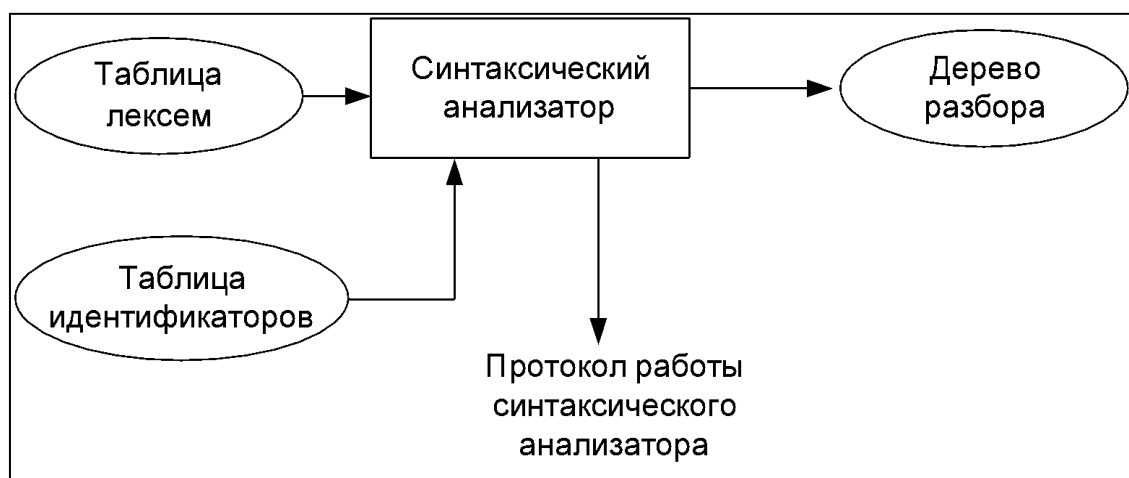 Таблица
лексем
Синтаксический
анализатор
Дерево
разбора
Таблица
идентификаторов
Протокол работы
синтаксического
анализатора